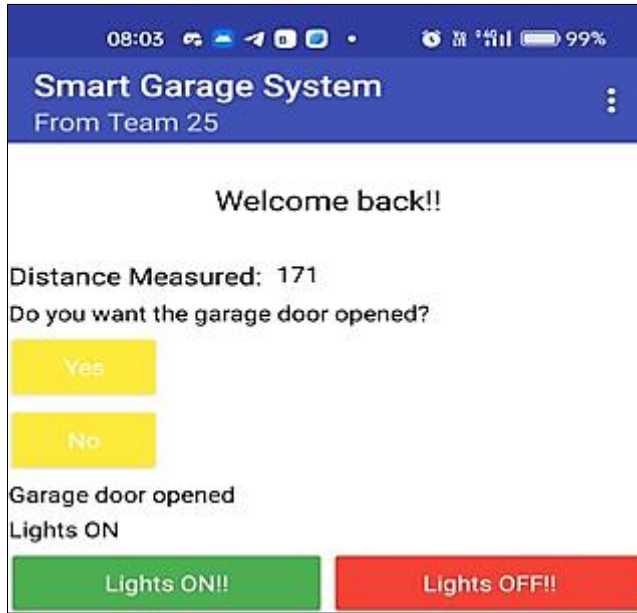 08:03 99%
Smart Garage System
From Team 25
Welcome back!!
Distance Measured: 171
Do you want the garage door opened?
Yes
No
Garage door opened
Lights ON
Lights ON!! Lights OFF!!